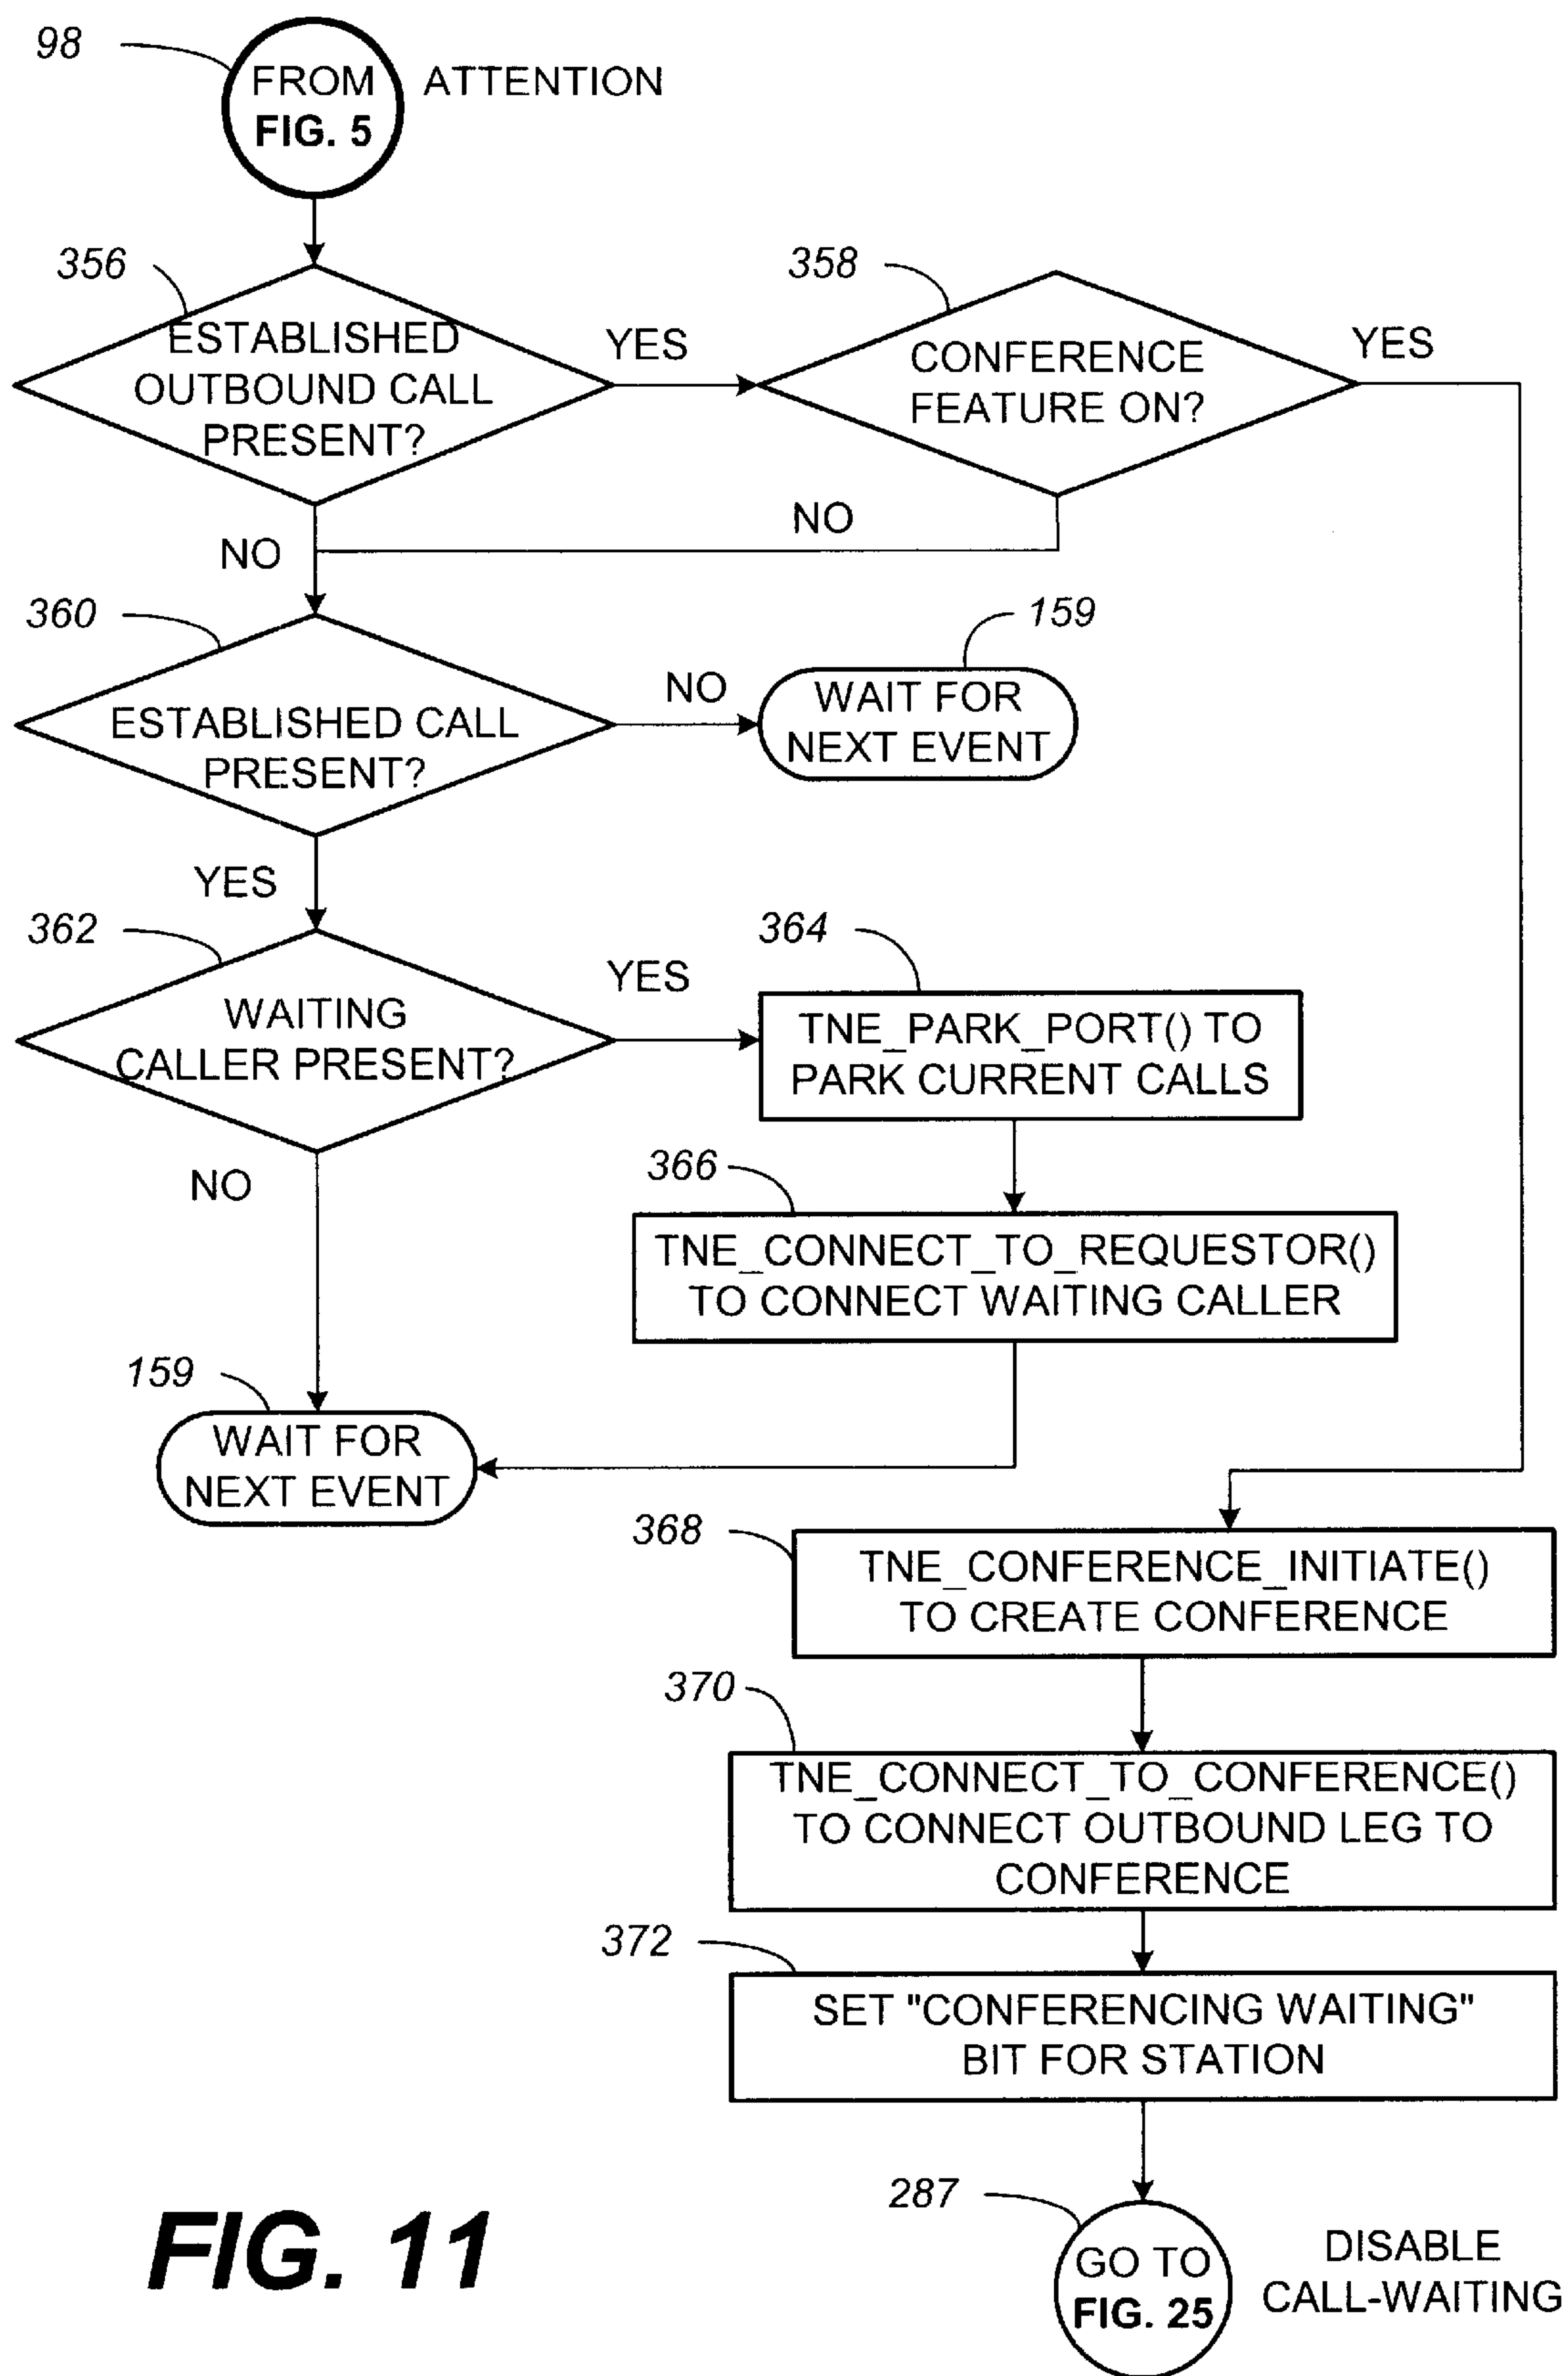 98
FROM
FIG. 5
ATTENTION
356
ESTABLISHED
OUTBOUND CALL
PRESENT?
YES
358
CONFERENCE
FEATURE ON?
YES
NO
NO
360
ESTABLISHED CALL
PRESENT?
NO
159
WAIT FOR
NEXT EVENT
YES
362
WAITING
CALLER PRESENT?
YES
364
TNE_PARK_PORT() TO
PARK CURRENT CALLS
NO
366
TNE_CONNECT_TO_REQUESTOR()
TO CONNECT WAITING CALLER
159
WAIT FOR
NEXT EVENT
368
TNE_CONFERENCE_INITIATE()
TO CREATE CONFERENCE
370
TNE_CONNECT_TO_CONFERENCE()
TO CONNECT OUTBOUND LEG TO
CONFERENCE
372
SET "CONFERENCING WAITING"
BIT FOR STATION
287
GO TO
FIG. 25
DISABLE
CALL-WAITING
FIG. 11